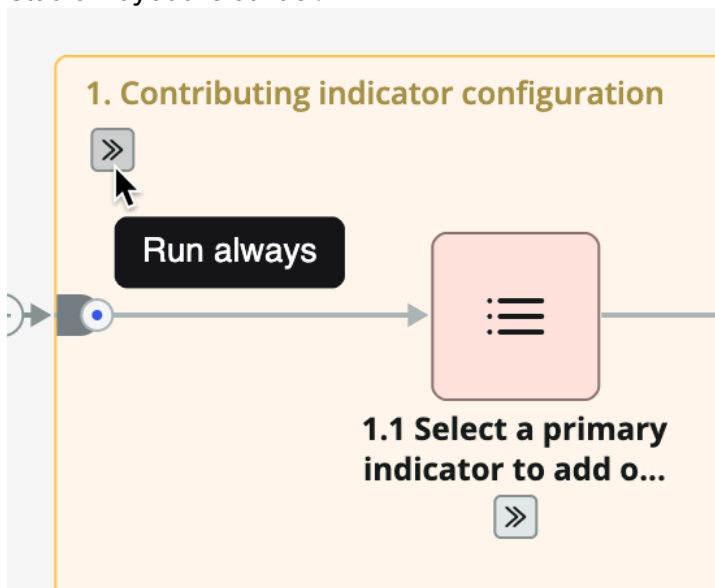 1. Contributing indicator configuration
Run always
1.1 Select a primary
indicator to add o...